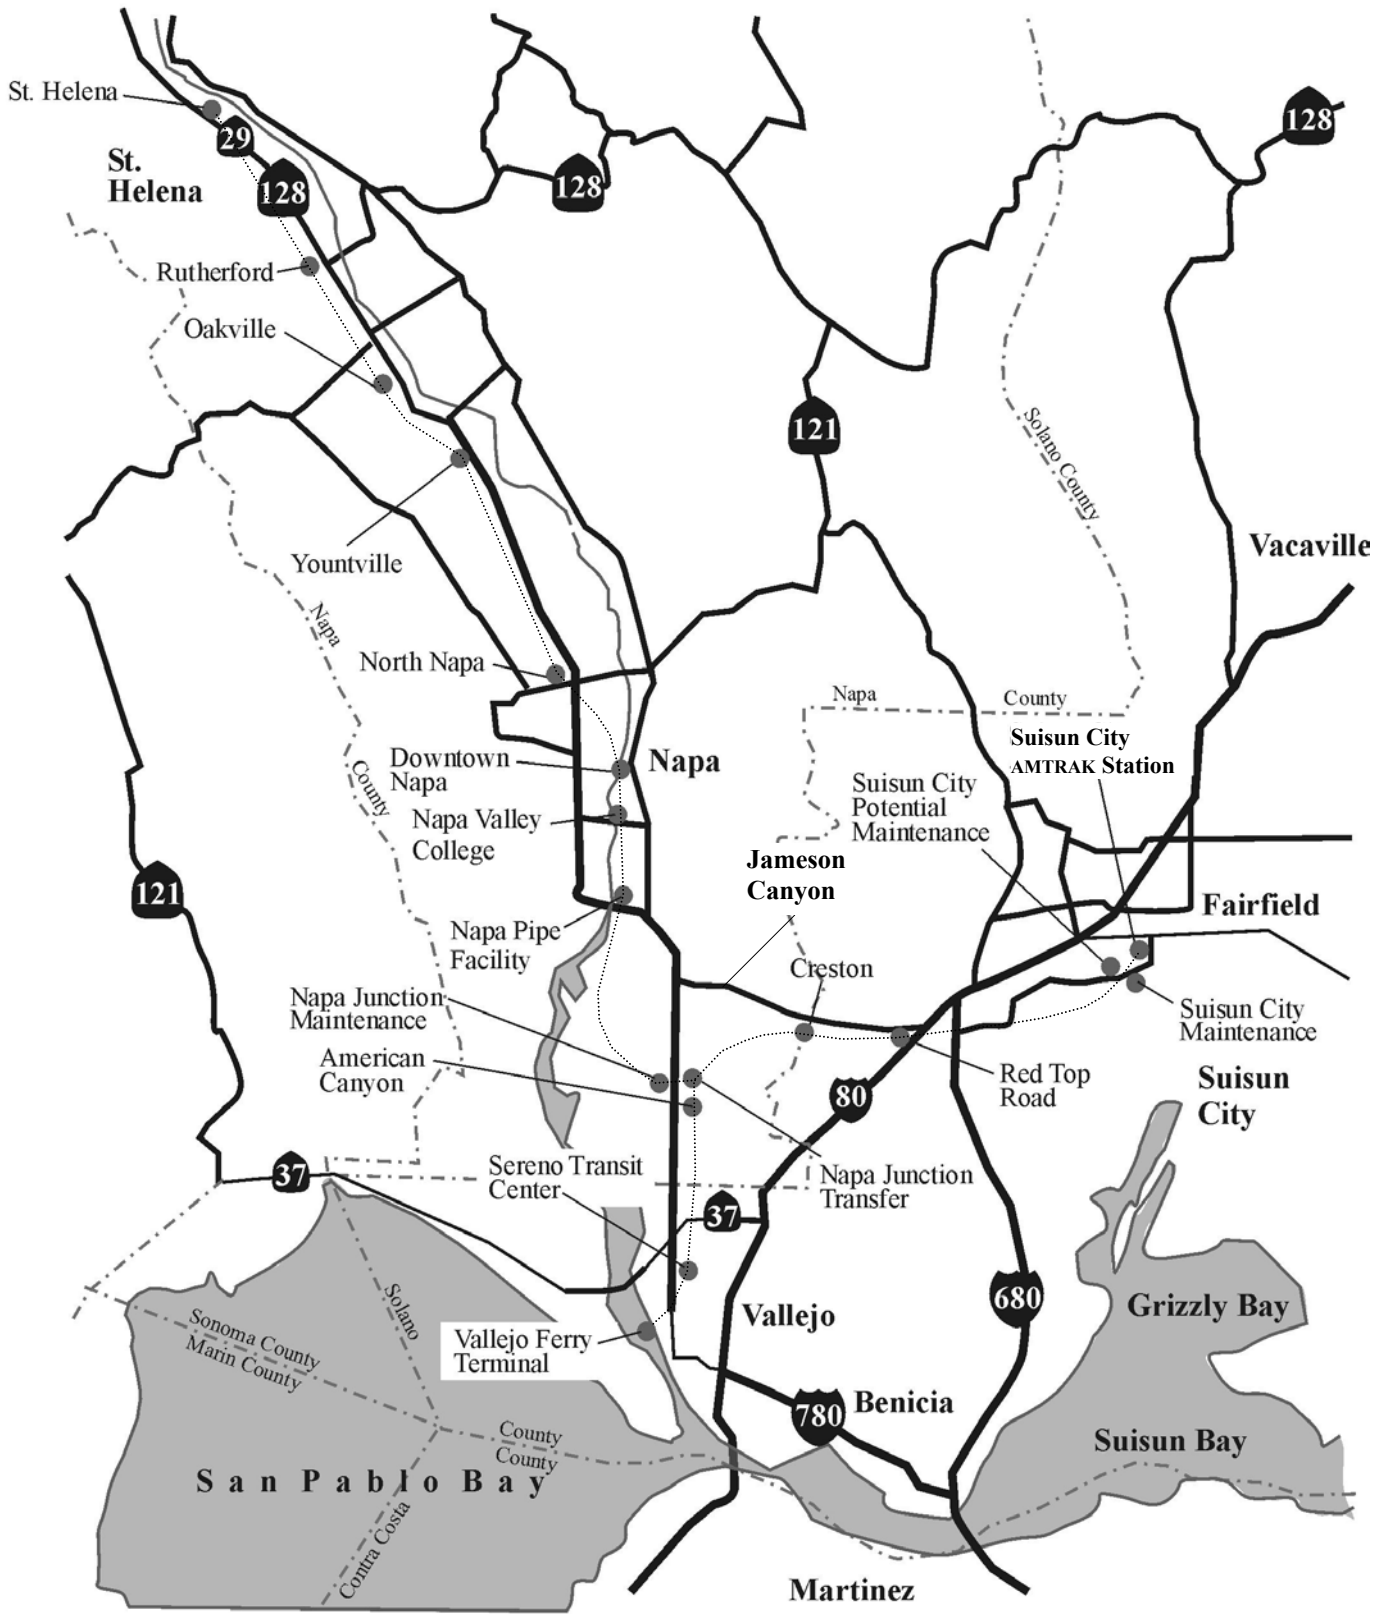 St. Helena
29
St.
Helena
128
128
128
Rutherford
Oakville
121
Solano County
Vacaville
Yountville
Napa
North Napa
Napa
County
Suisun City
AMTRAK Station
Downtown
Napa
Napa
County
Suisun City
Potential
Maintenance
Napa Valley
College
Jameson
Canyon
121
Fairfield
Napa Pipe
Facility
Creston
Napa Junction
Maintenance
Suisun City
Maintenance
American
Canyon
Red Top
Road
Suisun
City
80
37
Sereno Transit
Center
Napa Junction
Transfer
37
680
Grizzly Bay
Solano
Sonoma County
Marin County
Vallejo
Vallejo Ferry
Terminal
780
Benicia
County
County
Suisun Bay
San Pablo Bay
Contra Costa
Martinez